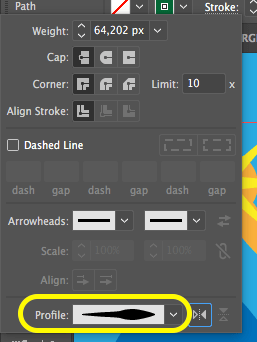 Path Stroke:
Weight: 64,202 px
Cap:
Corner: Limit: 10 x
Align Stroke:
Dashed Line
dash gap dash gap dash gap
Arrowheads:
Scale: 100% 100%
Align:
Profile: